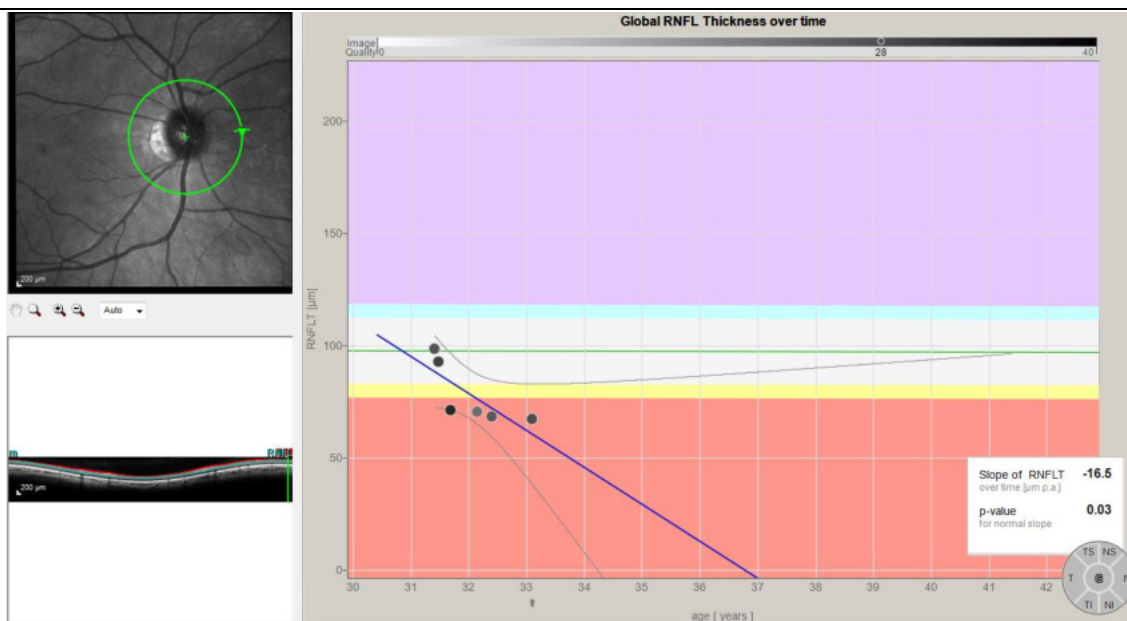 Global RNFL Thickness over time
Image
Quality
0
28
40
200 µm
Auto
200 µm
RNFLT [µm]
200
150
100
50
0
30 31 32 33 34 35 36 37 38 39 40 41 42
age [ years ]
Slope of RNFLT -16.5
over time [µm p.a.]
p-value 0.03
for normal slope
TS NS
T G N
TI NI